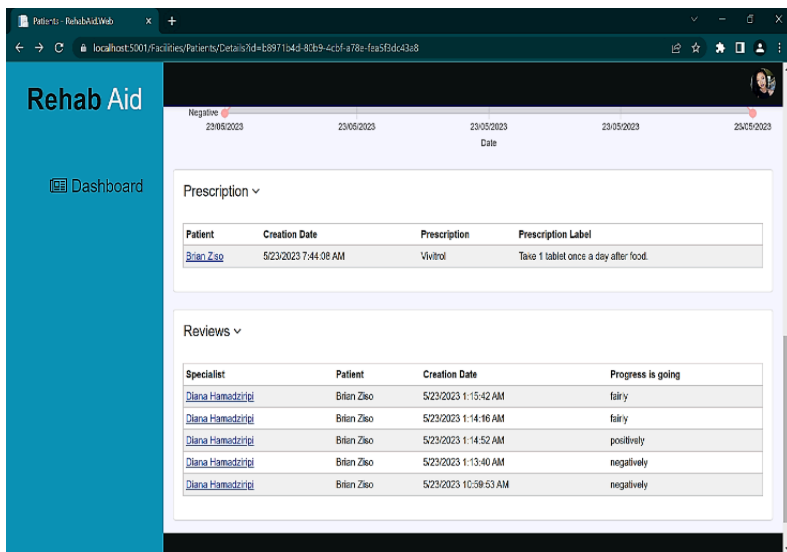 Patients - RehabAid.Web
localhost:5001/Facilities/Patients/Details?id=b8971b4d-80b9-4cbf-a78e-fea5f3dc43a8
Rehab Aid
Dashboard
Negative
23/05/2023 23/05/2023 23/05/2023 23/05/2023 23/05/2023
Date
Prescription
Patient Creation Date Prescription Prescription Label
Brian Ziso 5/23/2023 7:44:08 AM Vivitrol Take 1 tablet once a day after food.
Reviews
Specialist Patient Creation Date Progress is going
Diana Hamadziripi Brian Ziso 5/23/2023 1:15:42 AM fairly
Diana Hamadziripi Brian Ziso 5/23/2023 1:14:16 AM fairly
Diana Hamadziripi Brian Ziso 5/23/2023 1:14:52 AM positively
Diana Hamadziripi Brian Ziso 5/23/2023 1:13:40 AM negatively
Diana Hamadziripi Brian Ziso 5/23/2023 10:59:53 AM negatively